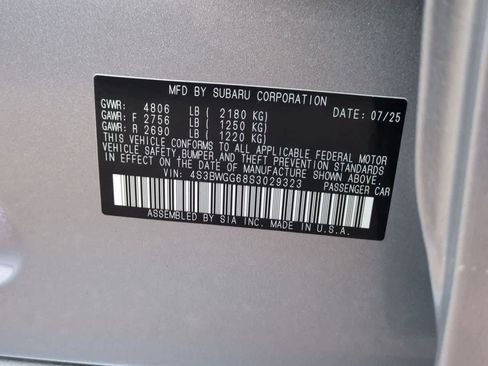 MFD BY SUBARU CORPORATION
GVWR: 4806 LB ( 2180 KG) DATE: 07/25
GAWR: F 2756 LB ( 1250 KG)
GAWR: R 2690 LB ( 1220 KG)
THIS VEHICLE CONFORMS TO ALL APPLICABLE FEDERAL MOTOR
VEHICLE SAFETY, BUMPER, AND THEFT PREVENTION STANDARDS
IN EFFECT ON THE DATE OF MANUFACTURE SHOWN ABOVE.
VIN: 4S3BWGG68S3029323 PASSENGER CAR
ASSEMBLED BY SIA INC. MADE IN U.S.A.